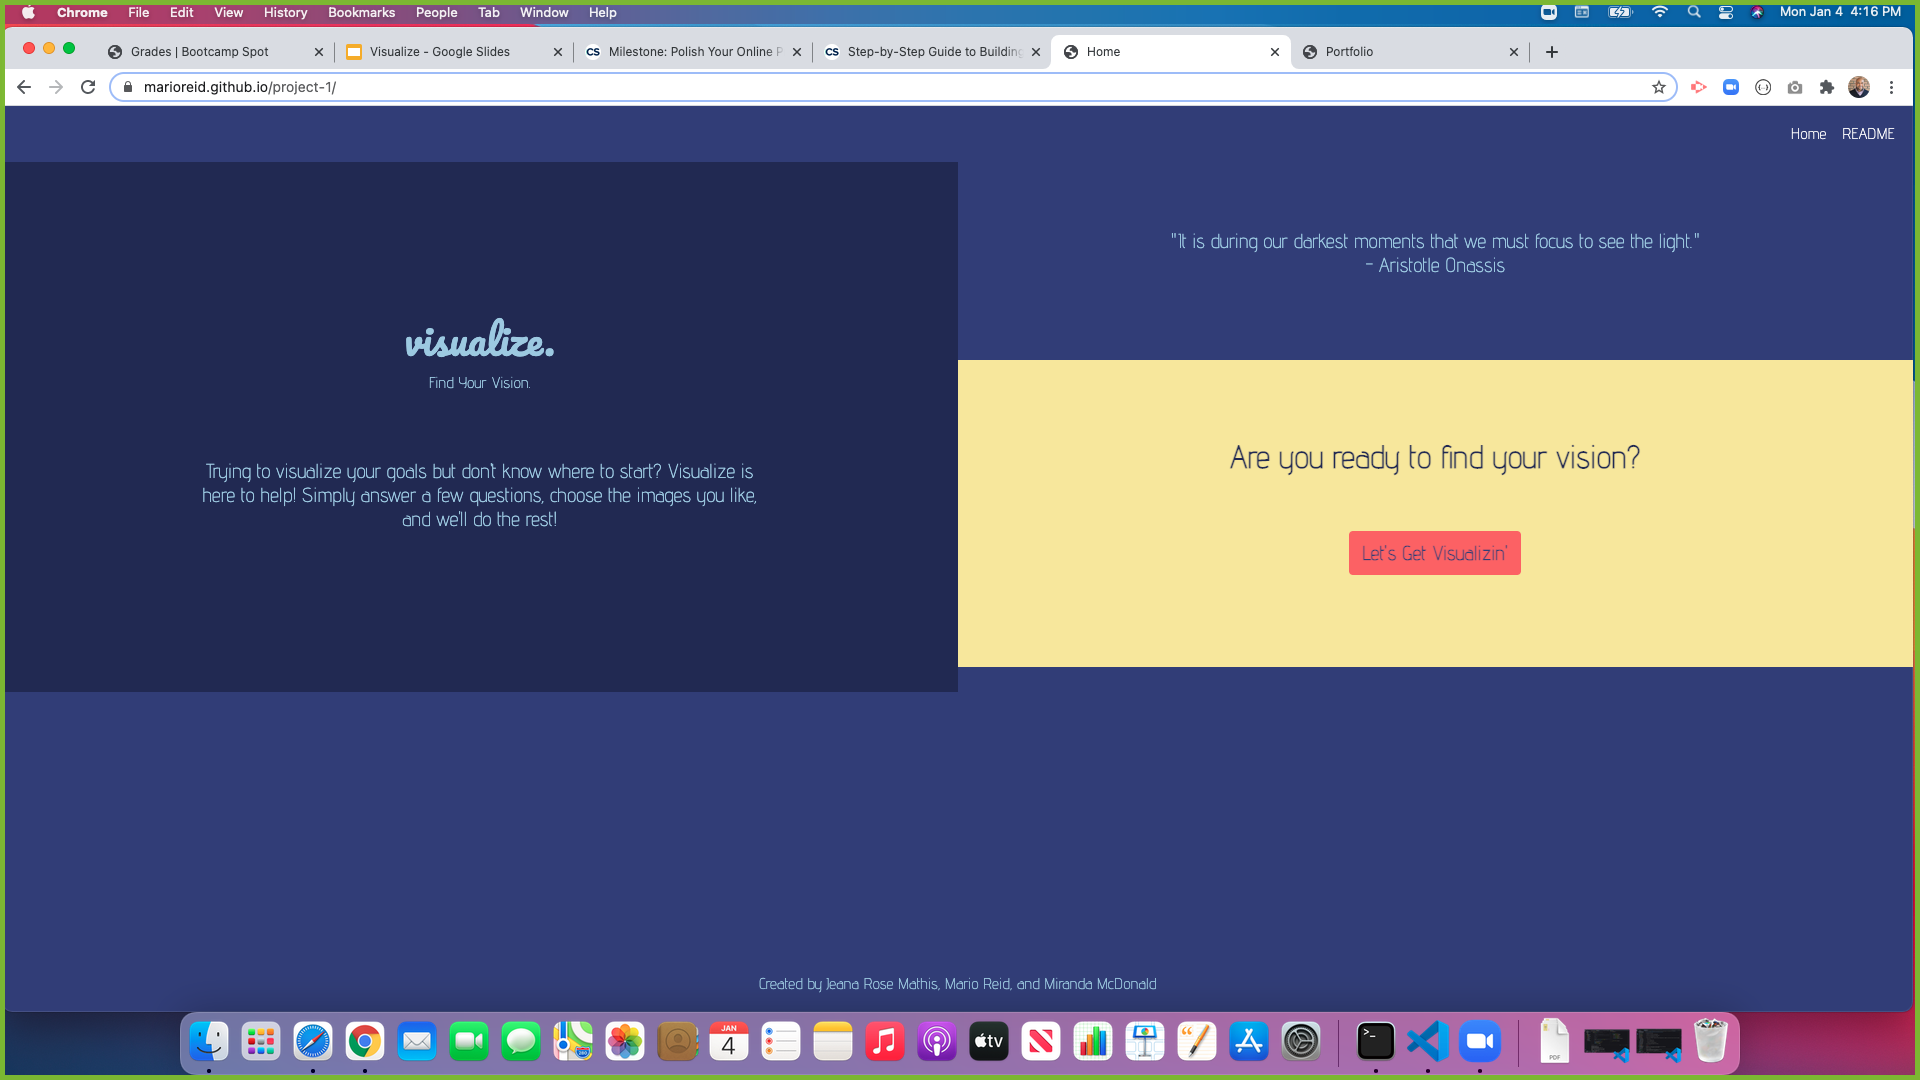 Chrome File Edit View History Bookmarks People Tab Window Help
Mon Jan 4 4:16 PM
Grades | Bootcamp Spot
Visualize - Google Slides
CS Milestone: Polish Your Online P
CS Step-by-Step Guide to Building
Home
Portfolio
marioreid.github.io/project-1/
Home README
"It is during our darkest moments that we must focus to see the light."
- Aristotle Onassis
visualize.
Find Your Vision.
Trying to visualize your goals but don't know where to start? Visualize is
here to help! Simply answer a few questions, choose the images you like,
and we'll do the rest!
Are you ready to find your vision?
Let's Get Visualizin'
Created by Jeana Rose Mathis, Mario Reid, and Miranda McDonald
JAN
4
tv
PDF